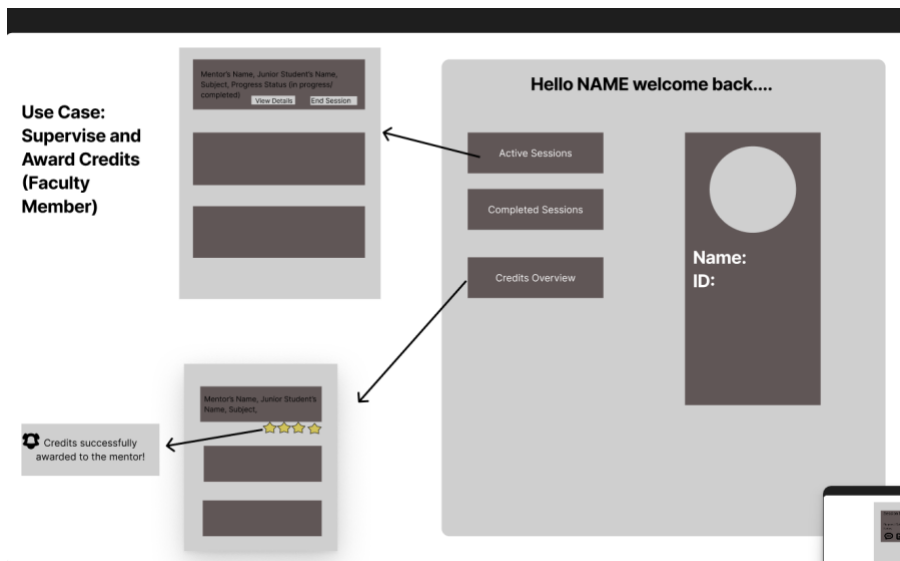 Use Case:
Supervise and
Award Credits
(Faculty
Member)
Mentor's Name, Junior Student's Name,
Subject, Progress Status (in progress/
completed)
View Details
End Session
Hello NAME welcome back....
Active Sessions
Completed Sessions
Credits Overview
Name:
ID:
Mentor's Name, Junior Student's
Name, Subject,
Credits successfully
awarded to the mentor!